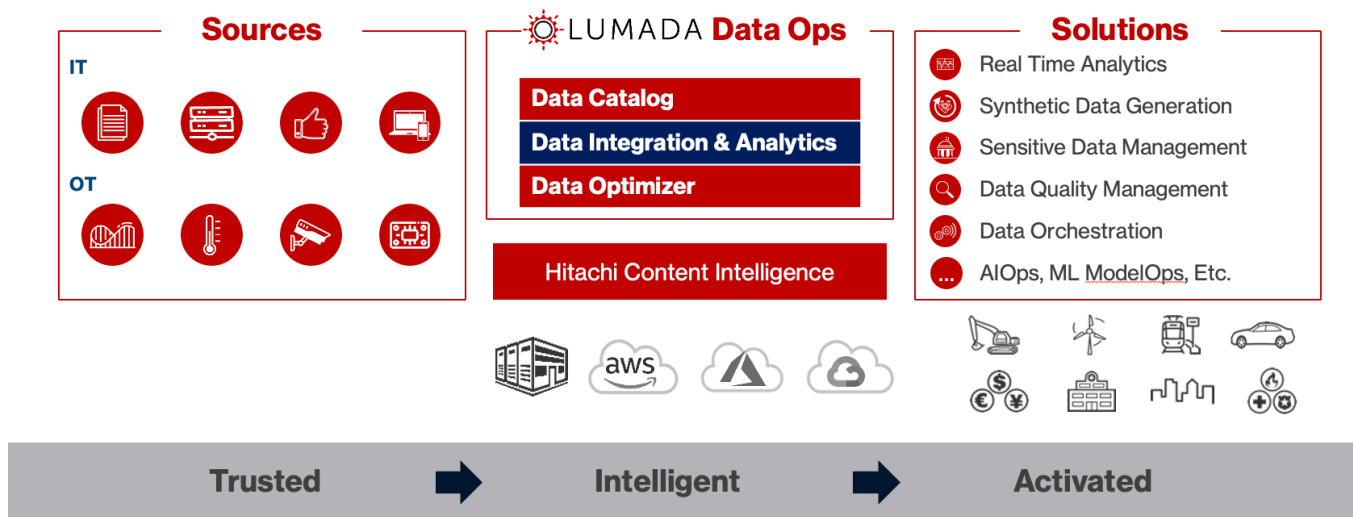 Sources
IT
OT
LUMADA Data Ops
Data Catalog
Data Integration & Analytics
Data Optimizer
Hitachi Content Intelligence
aws
Solutions
Real Time Analytics
Synthetic Data Generation
Sensitive Data Management
Data Quality Management
Data Orchestration
... AIOps, ML ModelOps, Etc.
$
€ ¥
Trusted
Intelligent
Activated